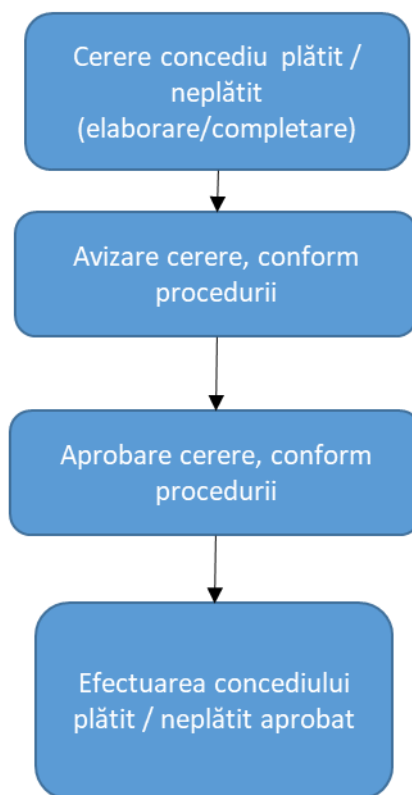 Cerere concediu plătit /
neplătit
(elaborare/completare)
Avizare cerere, conform
procedurii
Aprobare cerere, conform
procedurii
Efectuarea concediului
plătit / neplătit aprobat